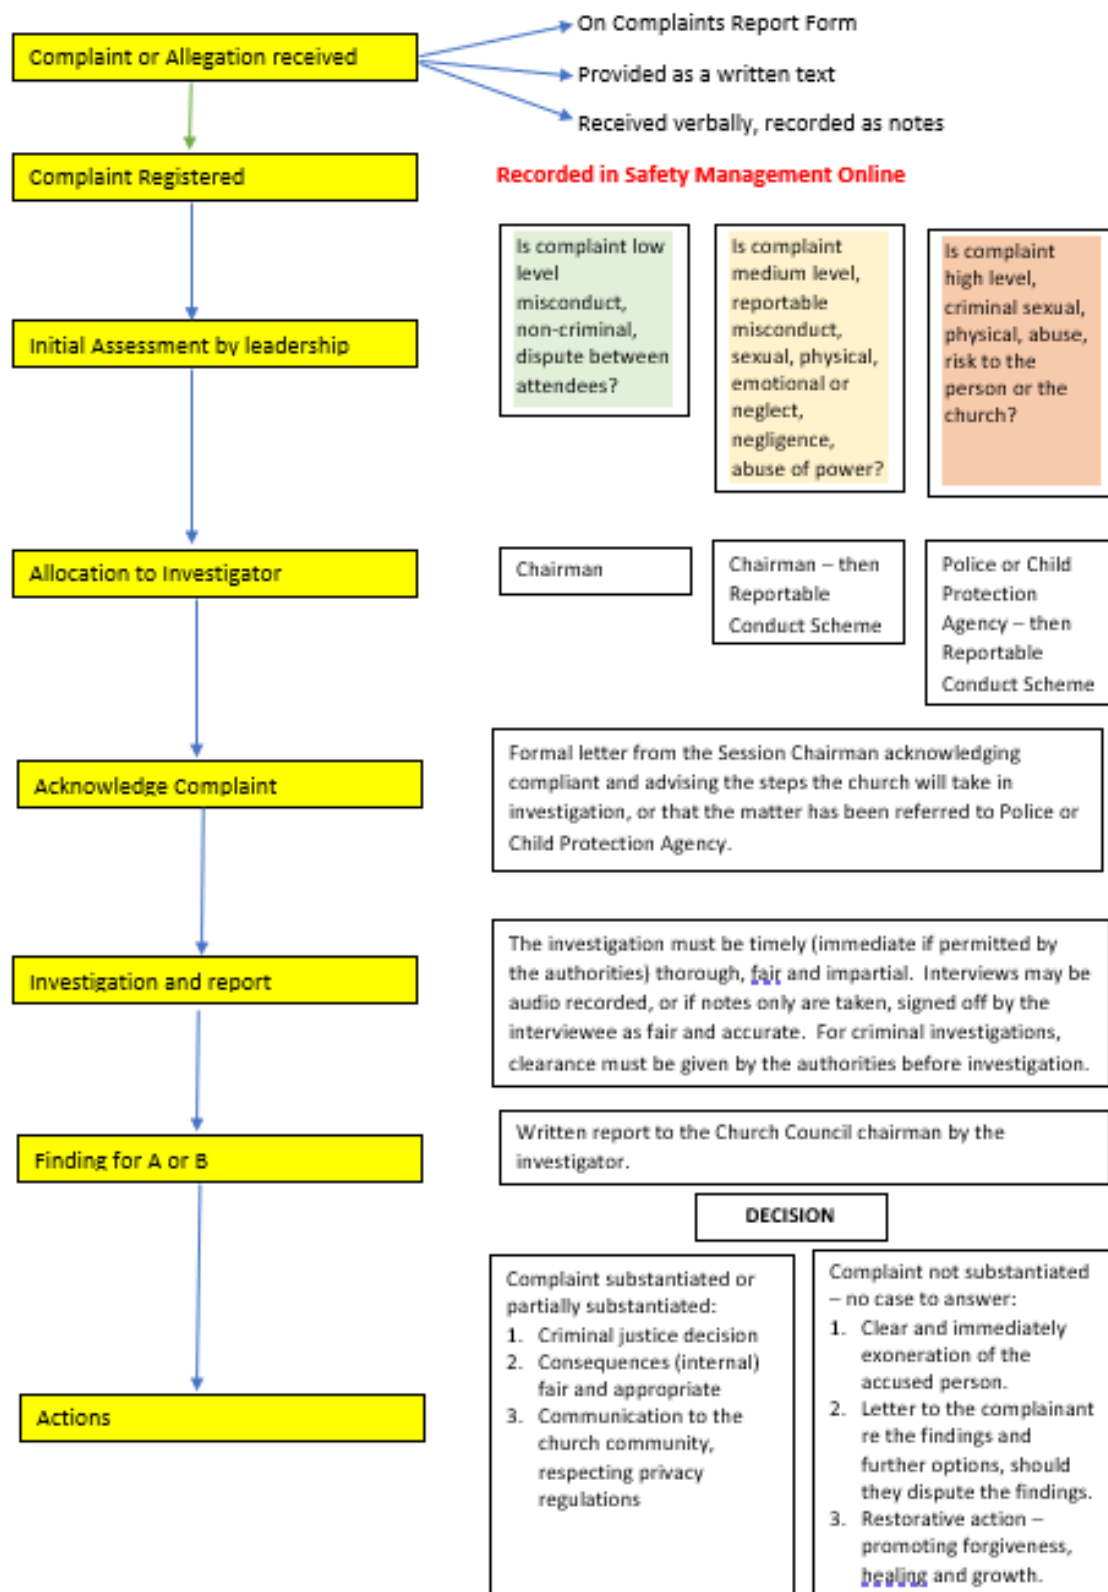 On Complaints Report Form
Complaint or Allegation received
Provided as a written text
Received verbally, recorded as notes
Complaint Registered
Recorded in Safety Management Online
Initial Assessment by leadership
Is complaint low
level
misconduct,
non-criminal,
dispute between
attendees?
Is complaint
medium level,
reportable
misconduct,
sexual, physical,
emotional or
neglect,
negligence,
abuse of power?
Is complaint
high level,
criminal sexual,
physical, abuse,
risk to the
person or the
church?
Allocation to Investigator
Chairman
Chairman – then
Reportable
Conduct Scheme
Police or Child
Protection
Agency – then
Reportable
Conduct Scheme
Acknowledge Complaint
Formal letter from the Session Chairman acknowledging
compliant and advising the steps the church will take in
investigation, or that the matter has been referred to Police or
Child Protection Agency.
Investigation and report
The investigation must be timely (immediate if permitted by
the authorities) thorough, fair and impartial. Interviews may be
audio recorded, or if notes only are taken, signed off by the
interviewee as fair and accurate. For criminal investigations,
clearance must be given by the authorities before investigation.
Finding for A or B
Written report to the Church Council chairman by the
investigator.
DECISION
Actions
Complaint substantiated or
partially substantiated:
1. Criminal justice decision
2. Consequences (internal)
fair and appropriate
3. Communication to the
church community,
respecting privacy
regulations
Complaint not substantiated
– no case to answer:
1. Clear and immediately
exoneration of the
accused person.
2. Letter to the complainant
re the findings and
further options, should
they dispute the findings.
3. Restorative action –
promoting forgiveness,
healing and growth.